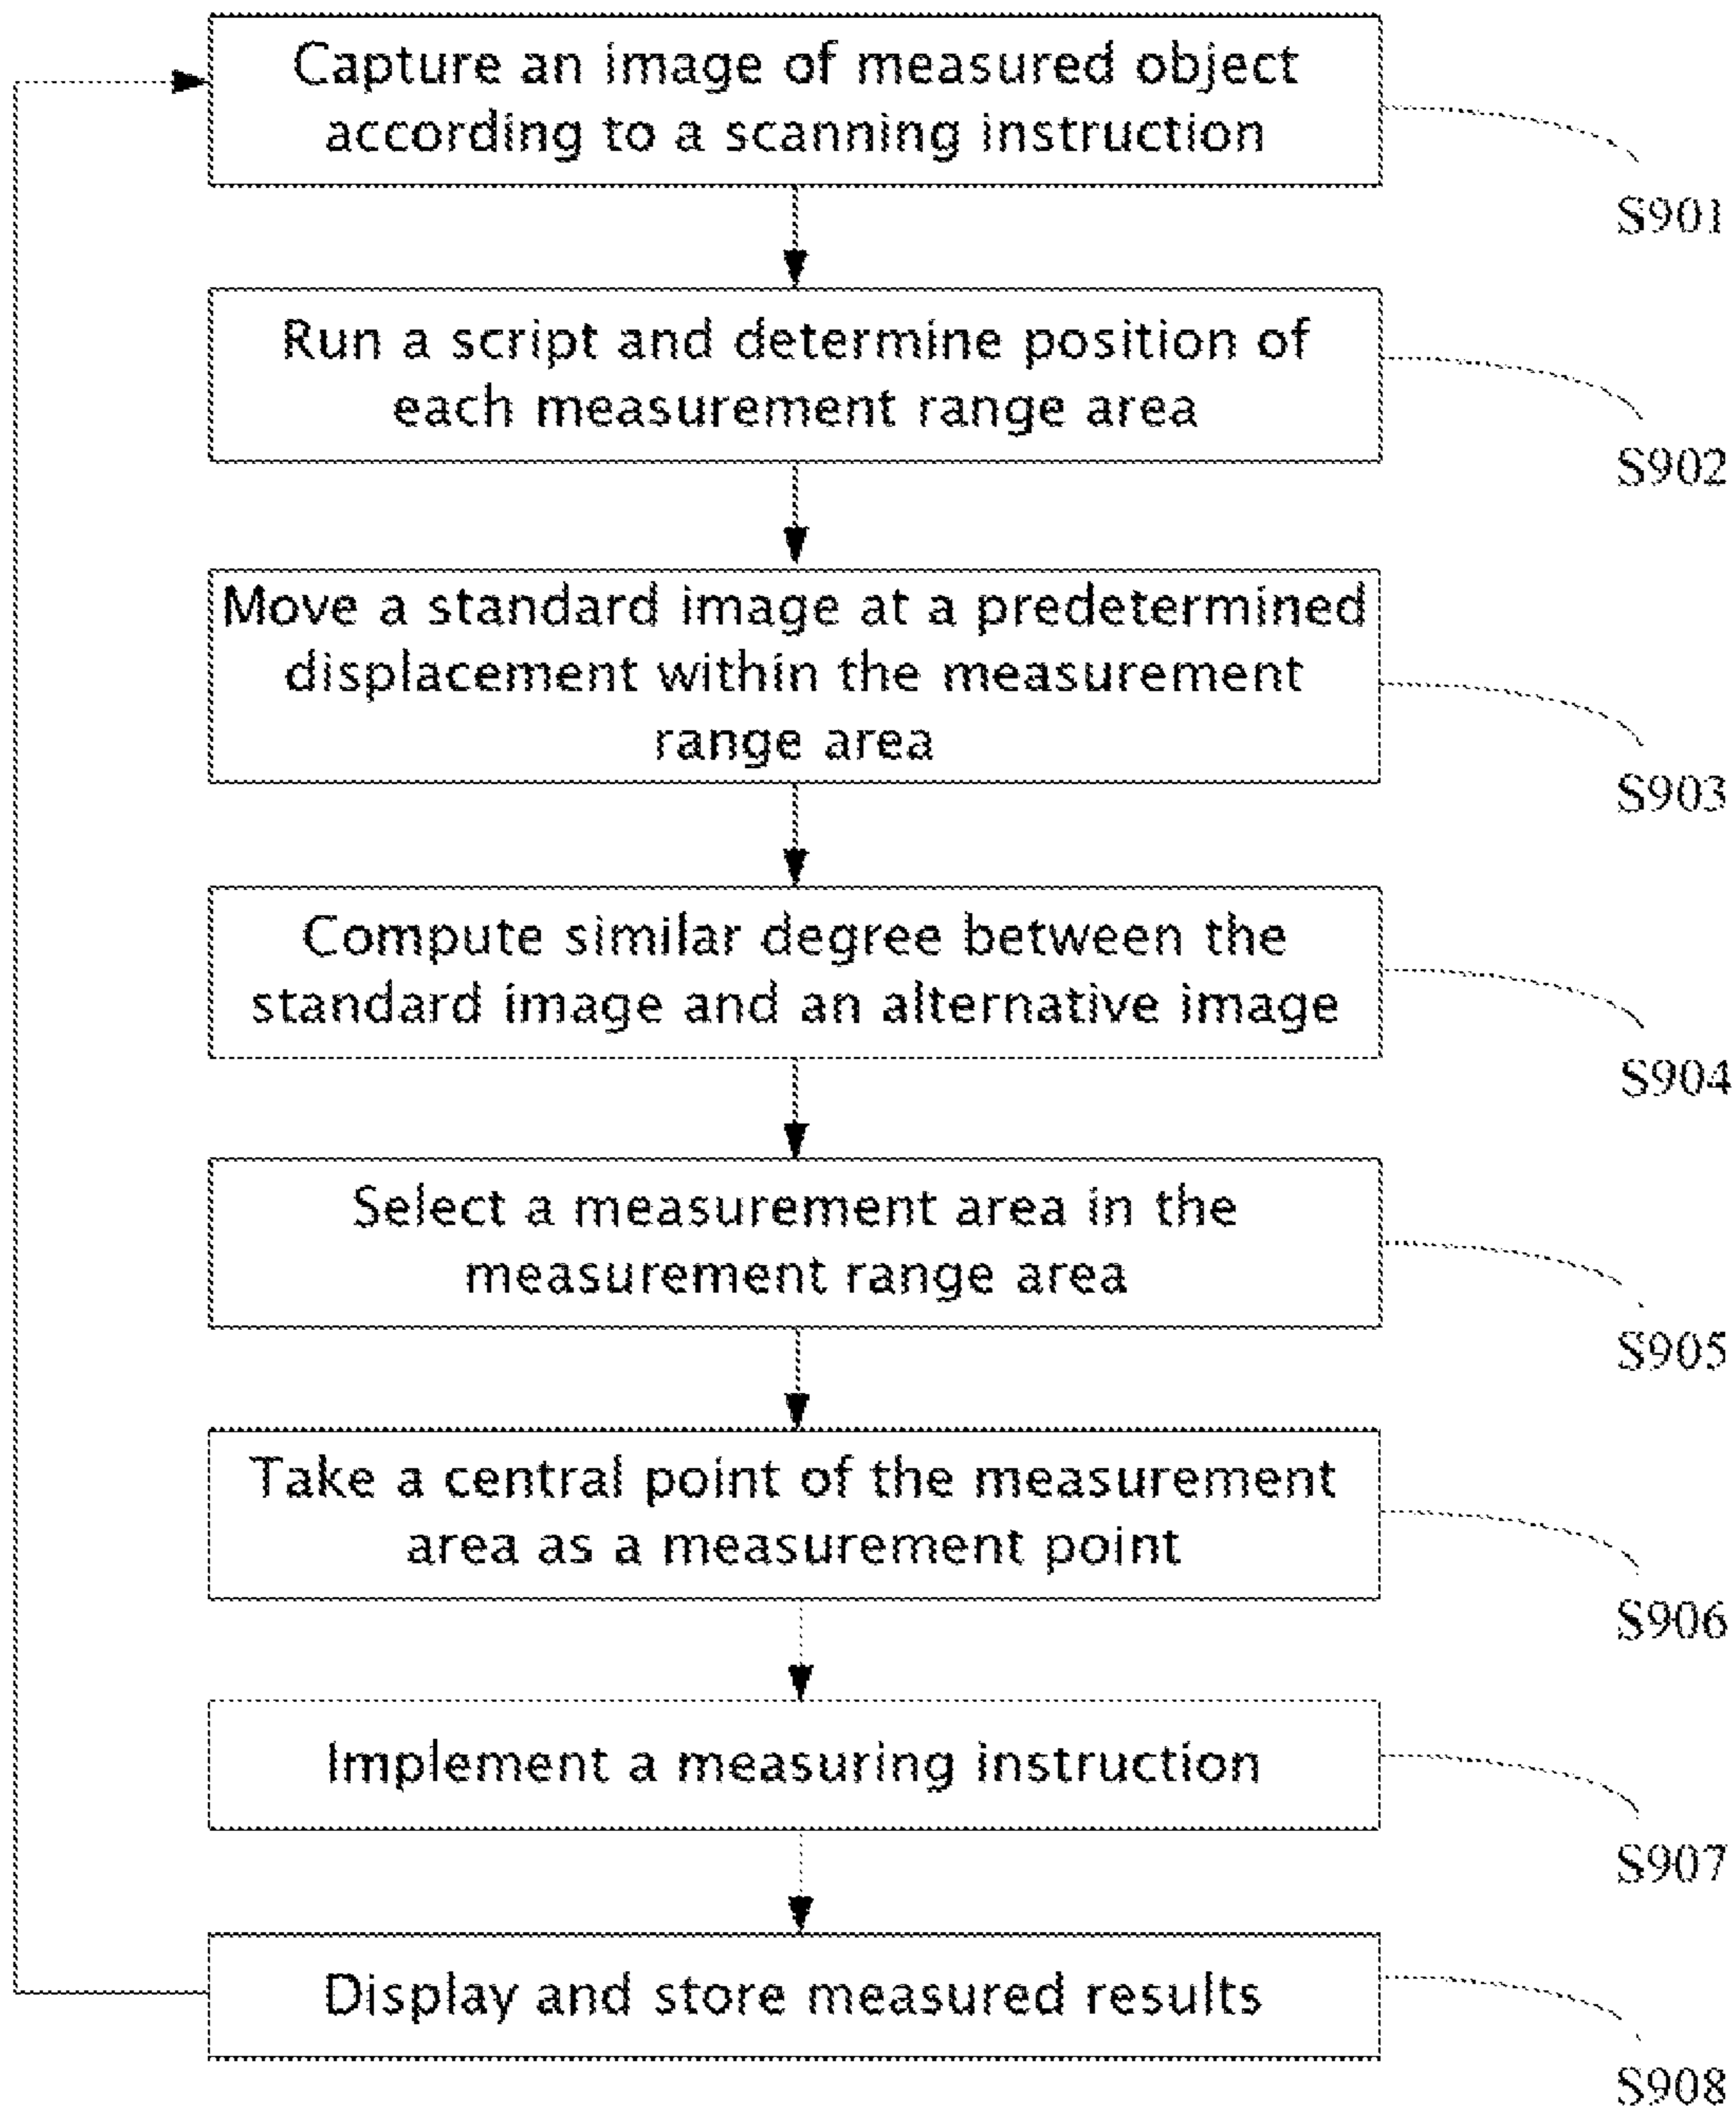 Capture an image of measured object
according to a scanning instruction
S901
Run a script and determine position of
each measurement range area
S902
Move a standard image at a predetermined
displacement within the measurement
range area
S903
Compute similar degree between the
standard image and an alternative image
S904
Select a measurement area in the
measurement range area
S905
Take a central point of the measurement
area as a measurement point
S906
Implement a measuring instruction
S907
Display and store measured results
S908